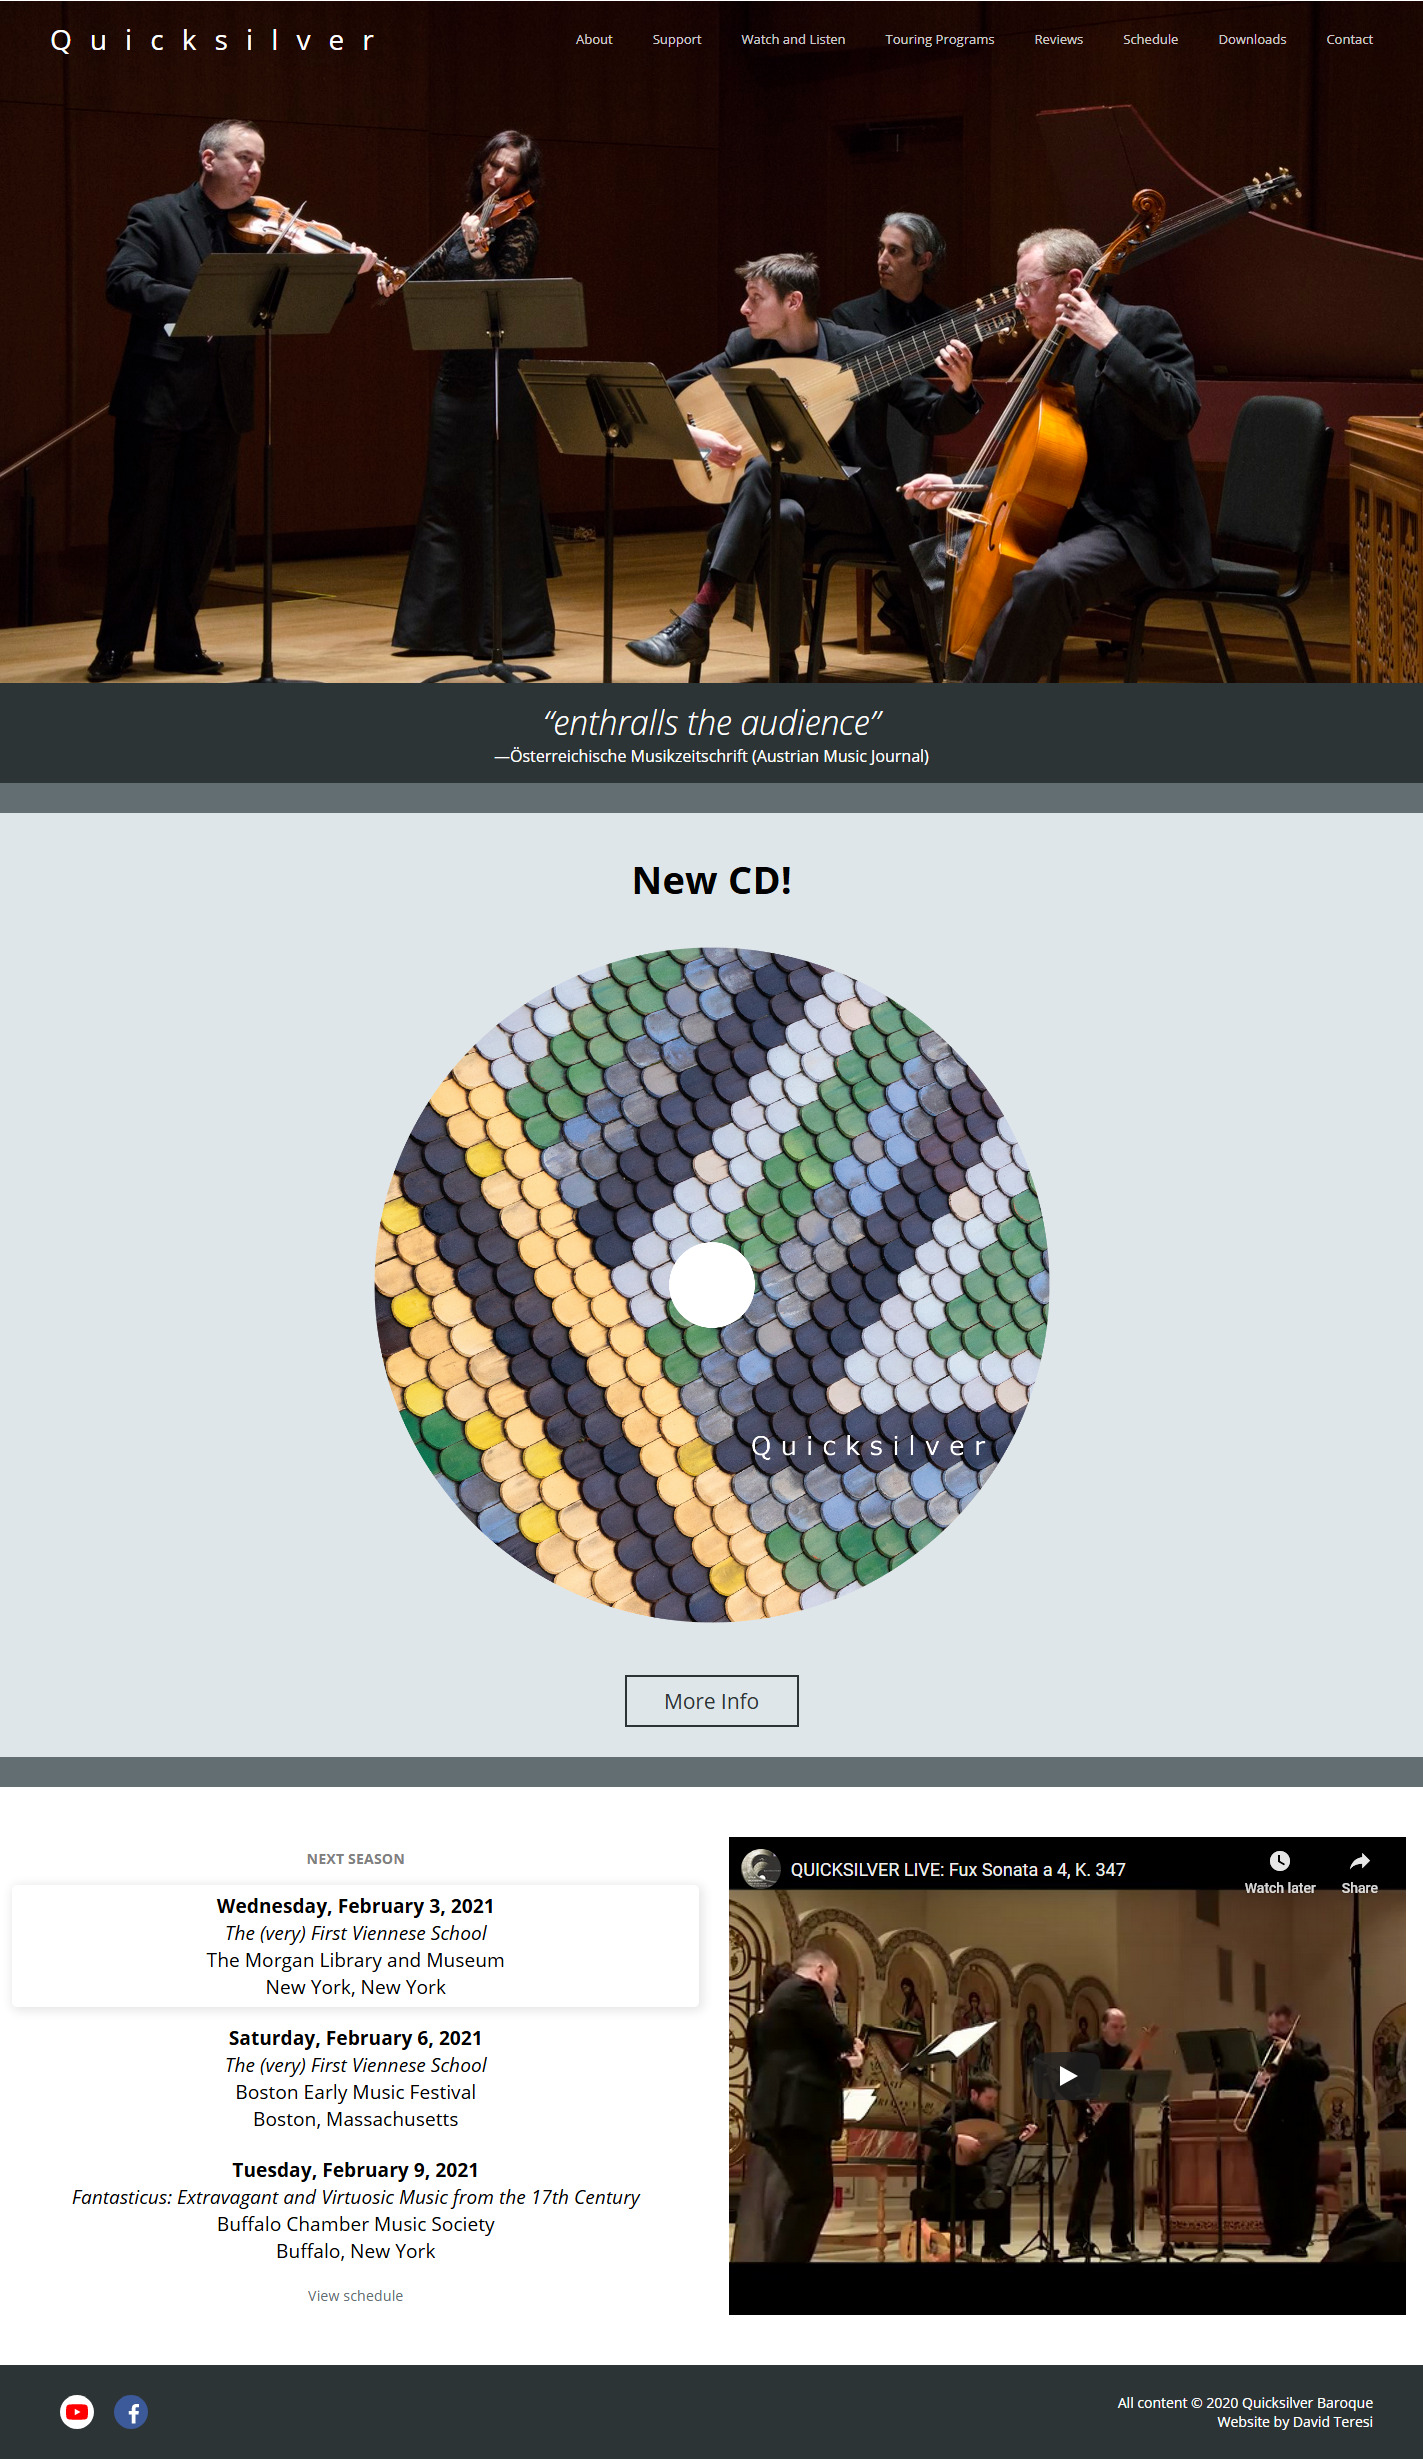 Quicksilver
About Support Watch and Listen Touring Programs Reviews Schedule Downloads Contact
“enthralls the audience”
—Österreichische Musikzeitschrift (Austrian Music Journal)
New CD!
Quicksilver
More Info
NEXT SEASON
Wednesday, February 3, 2021
The (very) First Viennese School
The Morgan Library and Museum
New York, New York
Saturday, February 6, 2021
The (very) First Viennese School
Boston Early Music Festival
Boston, Massachusetts
Tuesday, February 9, 2021
Fantasticus: Extravagant and Virtuosic Music from the 17th Century
Buffalo Chamber Music Society
Buffalo, New York
View schedule
QUICKSILVER LIVE: Fux Sonata a 4, K. 347
Watch later
Share
All content © 2020 Quicksilver Baroque
Website by David Teresi